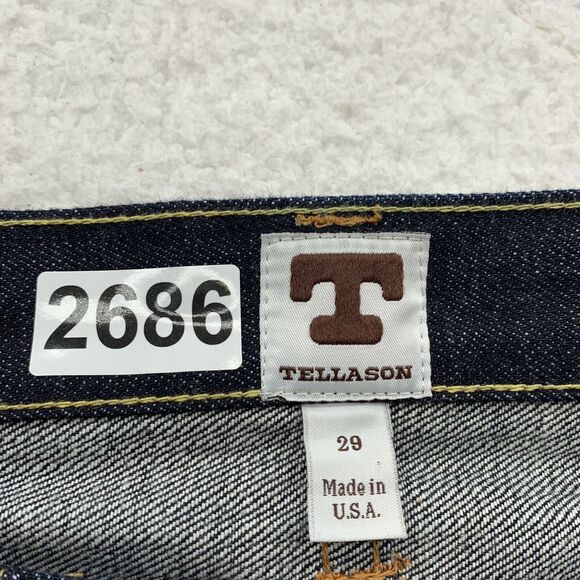 2686
T
TELLASON
29
Made in
U.S.A.